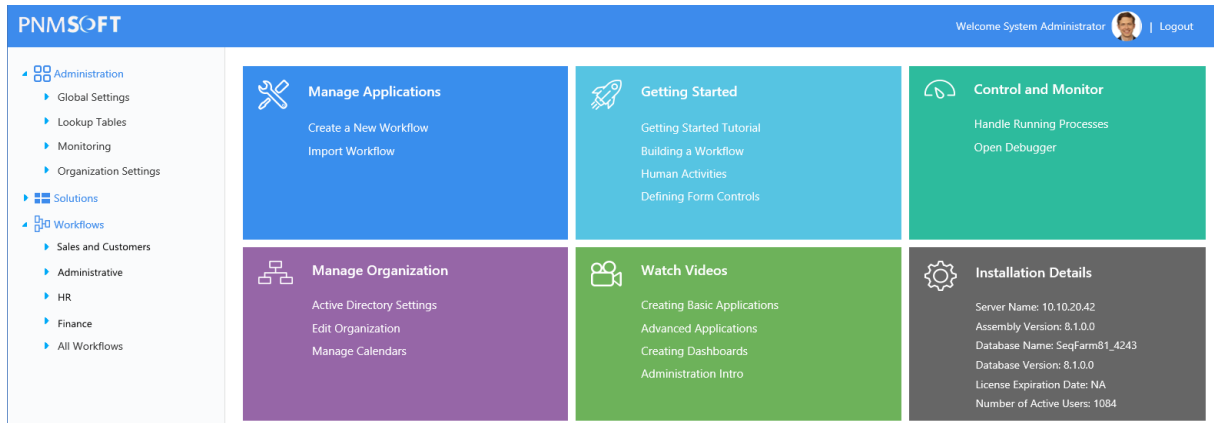 PNMSOFT
Welcome System Administrator | Logout
Administration
Global Settings
Lookup Tables
Monitoring
Organization Settings
Solutions
Workflows
Sales and Customers
Administrative
HR
Finance
All Workflows
Manage Applications
Create a New Workflow
Import Workflow
Getting Started
Getting Started Tutorial
Building a Workflow
Human Activities
Defining Form Controls
Control and Monitor
Handle Running Processes
Open Debugger
Manage Organization
Active Directory Settings
Edit Organization
Manage Calendars
Watch Videos
Creating Basic Applications
Advanced Applications
Creating Dashboards
Administration Intro
Installation Details
Server Name: 10.10.20.42
Assembly Version: 8.1.0.0
Database Name: SeqFarm81_4243
Database Version: 8.1.0.0
License Expiration Date: NA
Number of Active Users: 1084